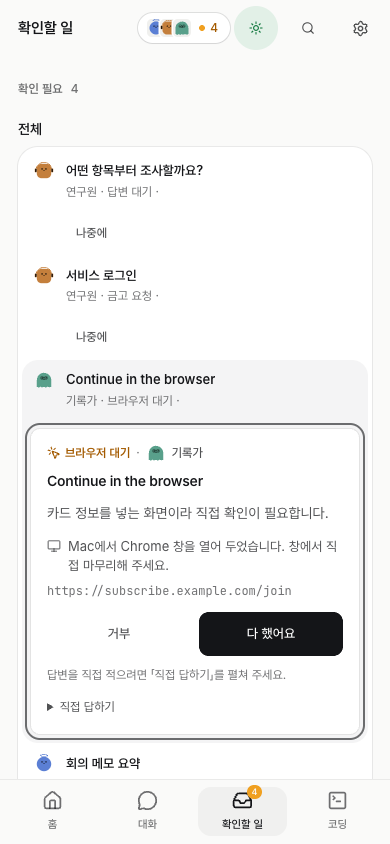 확인할 일
4
확인 필요 4
전체
어떤 항목부터 조사할까요?
연구원 · 답변 대기 ·
나중에
서비스 로그인
연구원 · 금고 요청 ·
나중에
Continue in the browser
기록가 · 브라우저 대기 ·
브라우저 대기 · 기록가
Continue in the browser
카드 정보를 넣는 화면이라 직접 확인이 필요합니다.
Mac에서 Chrome 창을 열어 두었습니다. 창에서 직
접 마무리해 주세요.
https://subscribe.example.com/join
거부 다 했어요
답변을 직접 적으려면 「직접 답하기」를 펼쳐 주세요.
직접 답하기
회의 메모 요약
4
홈 대화 확인할 일 코딩